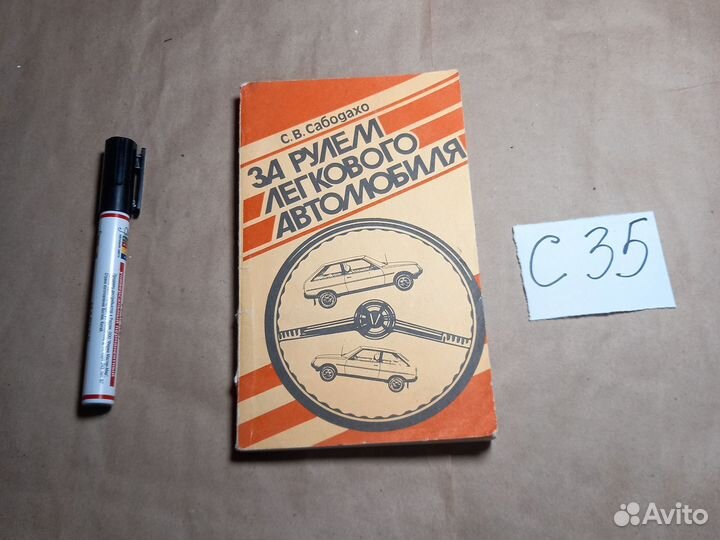 С.В. Сабодахо
ЗА РУЛЕМ
ЛЕГКОВОГО
АВТОМОБИЛЯ
V
С 35
Avito